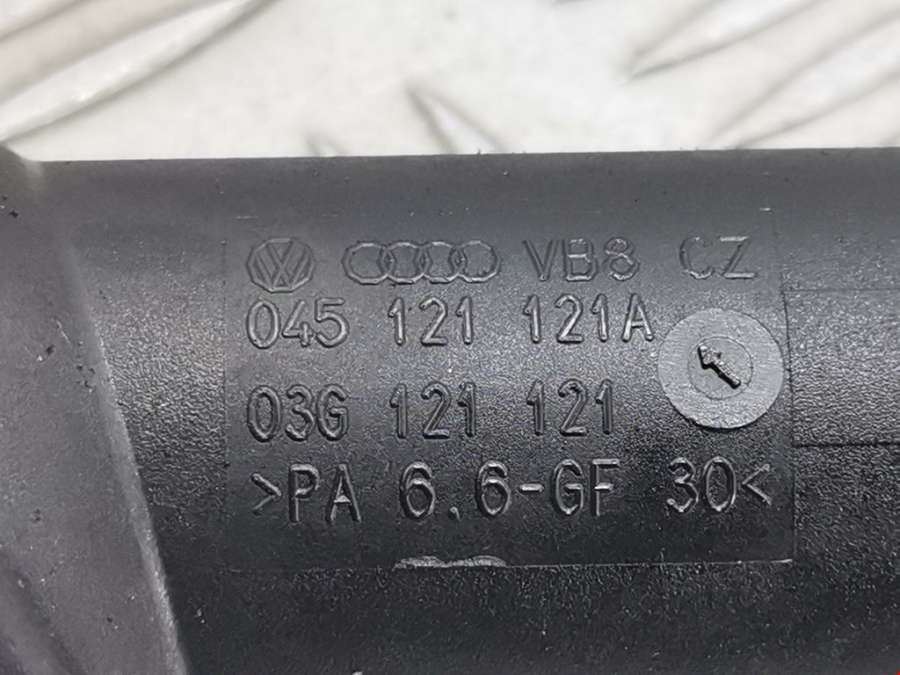 VB8 CZ
045 121 121A
03G 121 121
>PA 6.6-GF 30<